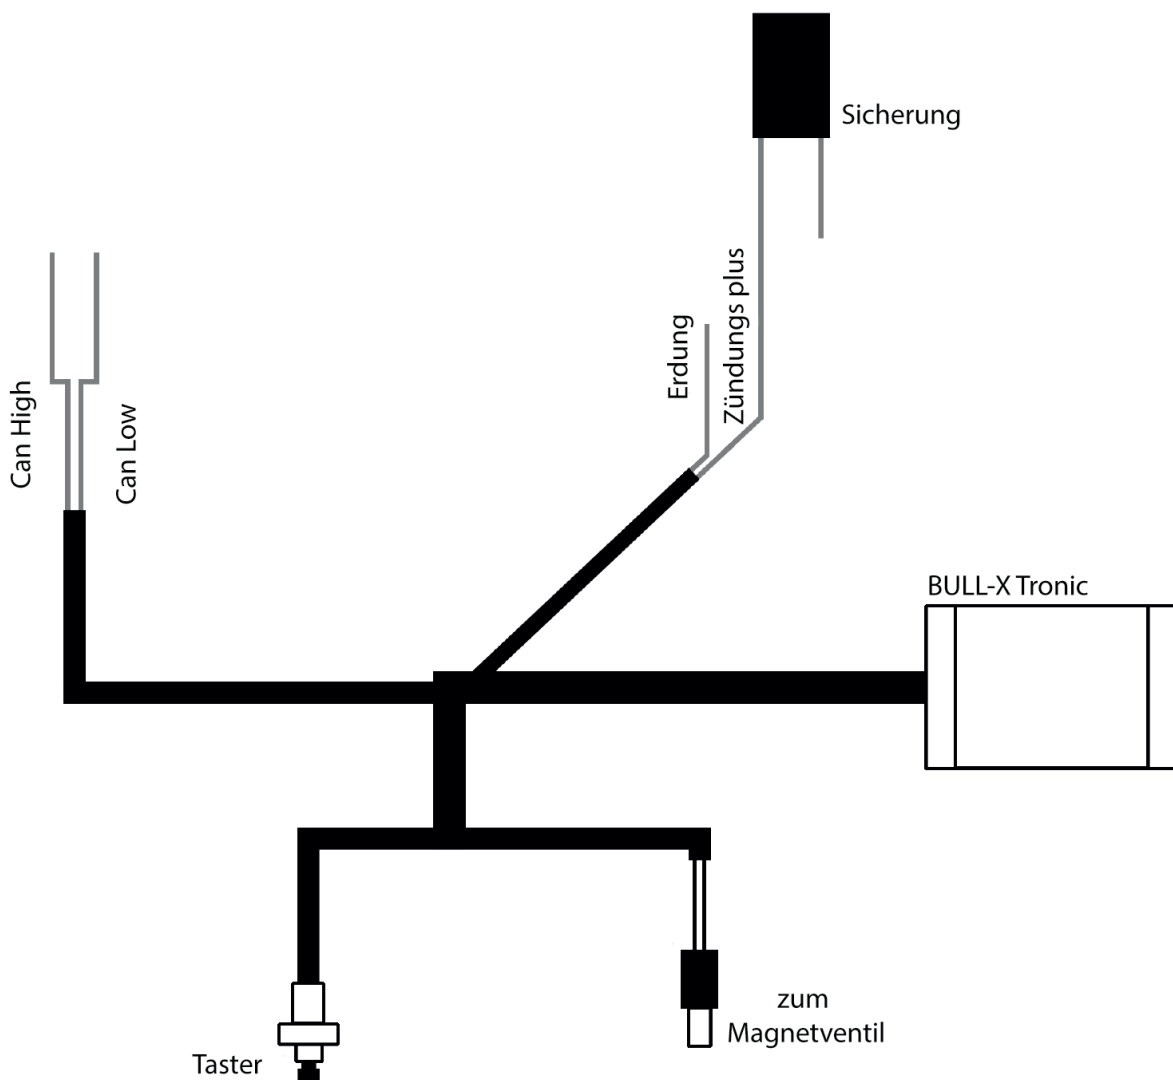 Sicherung
Zündungs plus
Erdung
Can High
Can Low
BULL-X Tronic
zum
Magnetventil
Taster